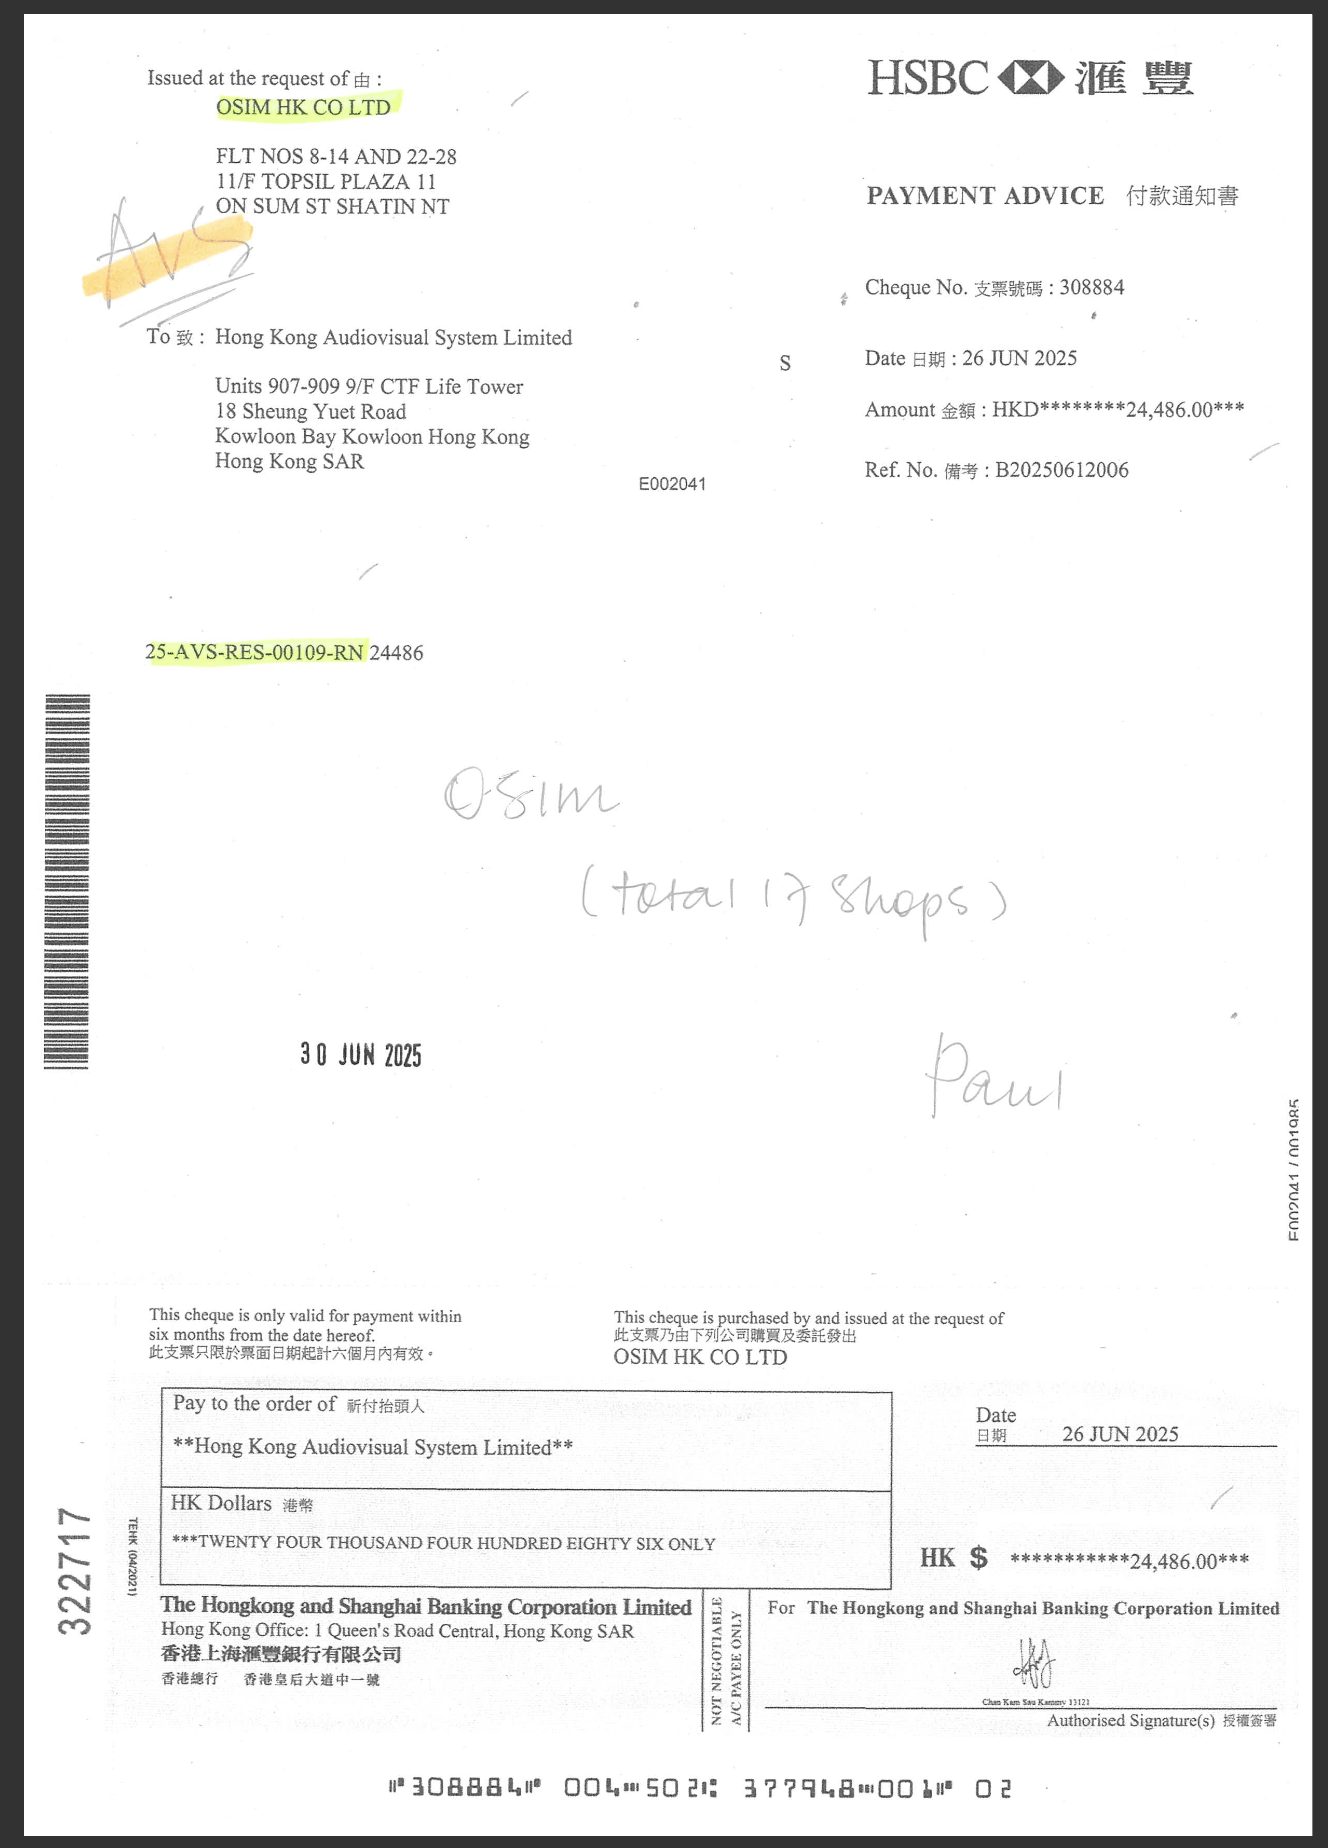 Issued at the request of 由 :
OSIM HK CO LTD
FLT NOS 8-14 AND 22-28
11/F TOPSIL PLAZA 11
ON SUM ST SHATIN NT
AVS
HSBC 滙豐
PAYMENT ADVICE 付款通知書
Cheque No. 支票號碼 : 308884
To 致 : Hong Kong Audiovisual System Limited
S
Date 日期 : 26 JUN 2025
Units 907-909 9/F CTF Life Tower
18 Sheung Yuet Road
Kowloon Bay Kowloon Hong Kong
Hong Kong SAR
Amount 金額 : HKD********24,486.00***
Ref. No. 備考 : B20250612006
E002041
25-AVS-RES-00109-RN 24486
Osim
(total 17 shops)
30 JUN 2025
Paul
E002041 / 001985
This cheque is only valid for payment within
six months from the date hereof.
此支票只限於票面日期起計六個月內有效。
This cheque is purchased by and issued at the request of
此支票乃由下列公司購買及委託發出
OSIM HK CO LTD
Pay to the order of 祈付抬頭人
**Hong Kong Audiovisual System Limited**
Date
日期 26 JUN 2025
HK Dollars 港幣
***TWENTY FOUR THOUSAND FOUR HUNDRED EIGHTY SIX ONLY
HK $ ***********24,486.00***
322717
TEHK (04/2021)
The Hongkong and Shanghai Banking Corporation Limited
Hong Kong Office: 1 Queen's Road Central, Hong Kong SAR
香港上海滙豐銀行有限公司
香港總行 香港皇后大道中一號
NOT NEGOTIABLE
A/C PAYEE ONLY
For The Hongkong and Shanghai Banking Corporation Limited
Chan Kam Sau Kammy 13121
Authorised Signature(s) 授權簽署
⑈308884⑈ 004⑉502⑆ 377948⑉001⑈ 02